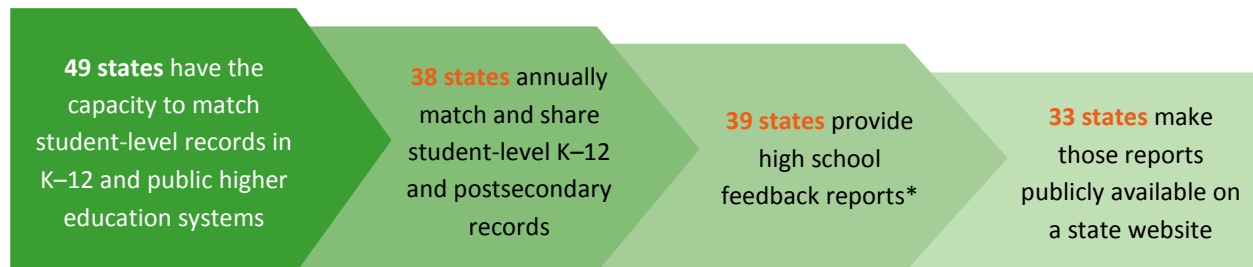 49 states have the
capacity to match
student-level records in
K–12 and public higher
education systems
38 states annually
match and share
student-level K–12
and postsecondary
records
39 states provide
high school
feedback reports*
33 states make
those reports
publicly available on
a state website